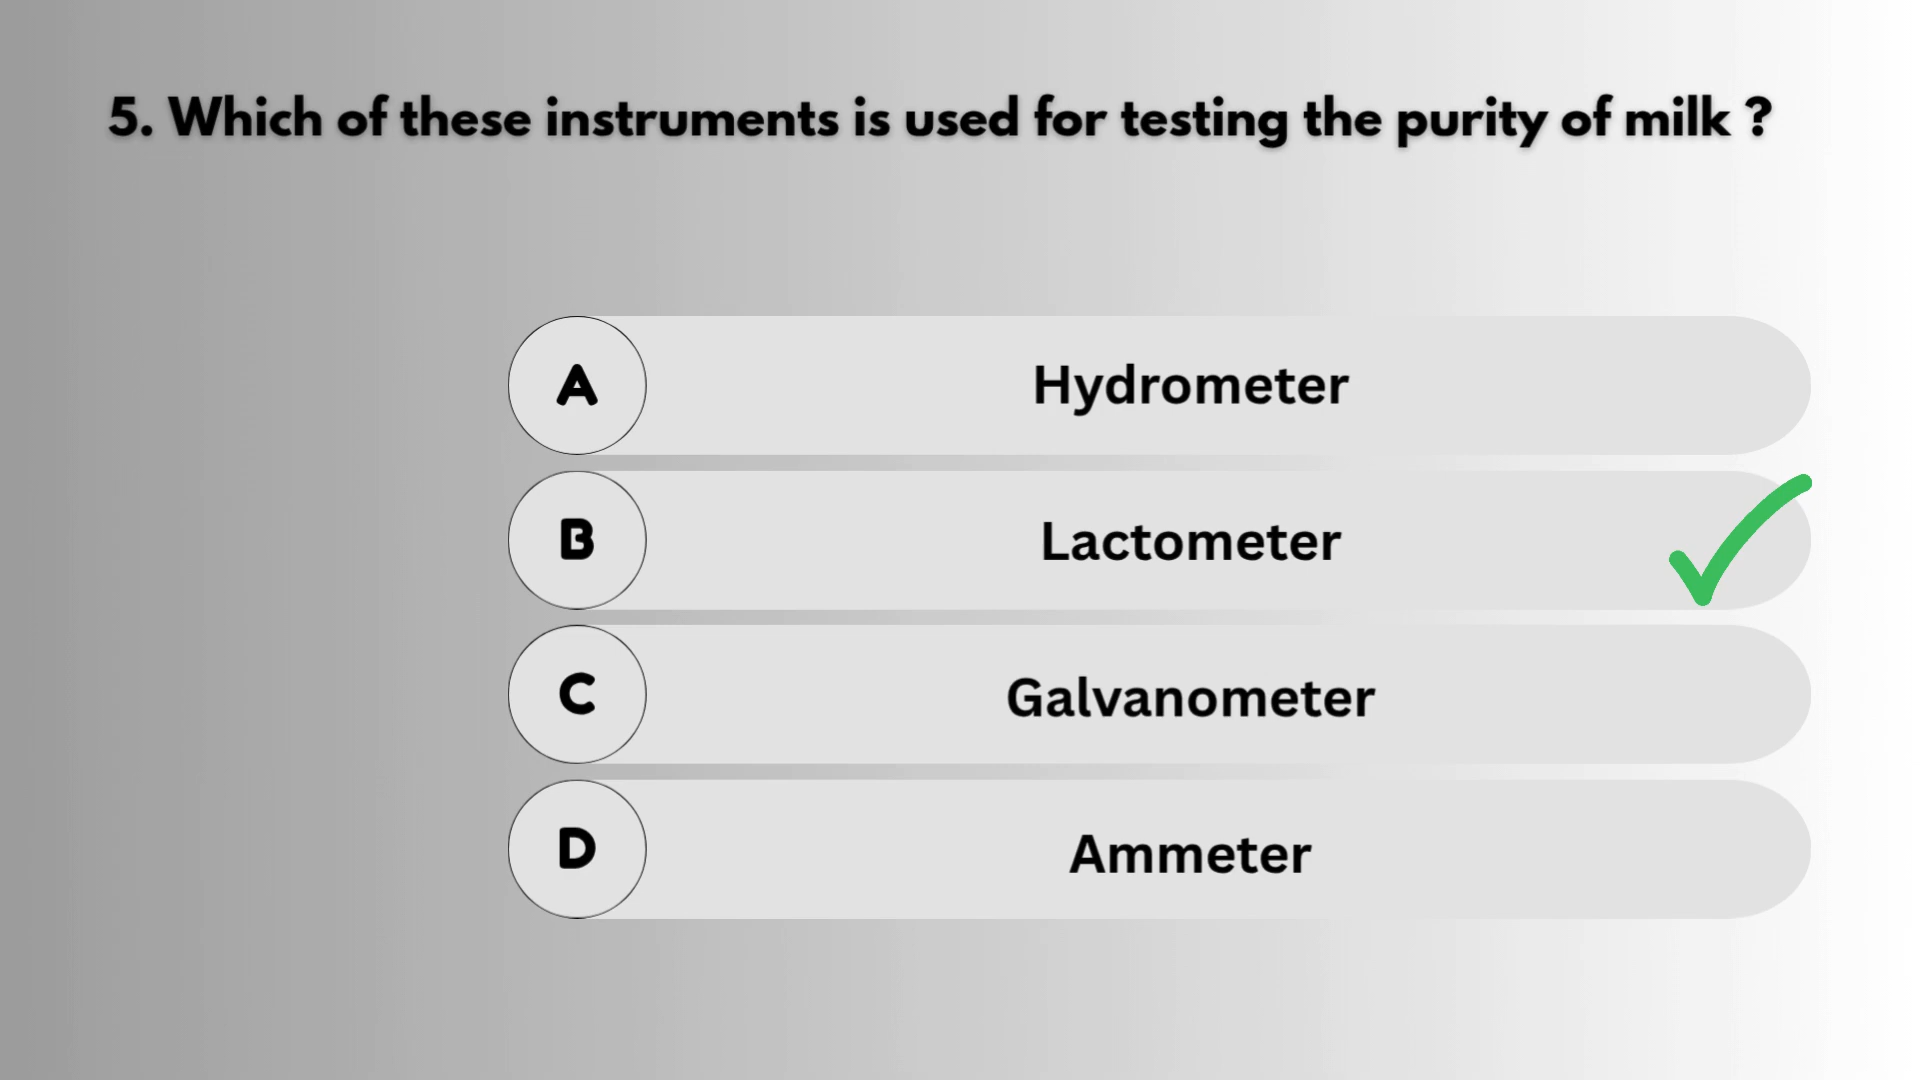 5. Which of these instruments is used for testing the purity of milk ?
A Hydrometer
B Lactometer
C Galvanometer
D Ammeter